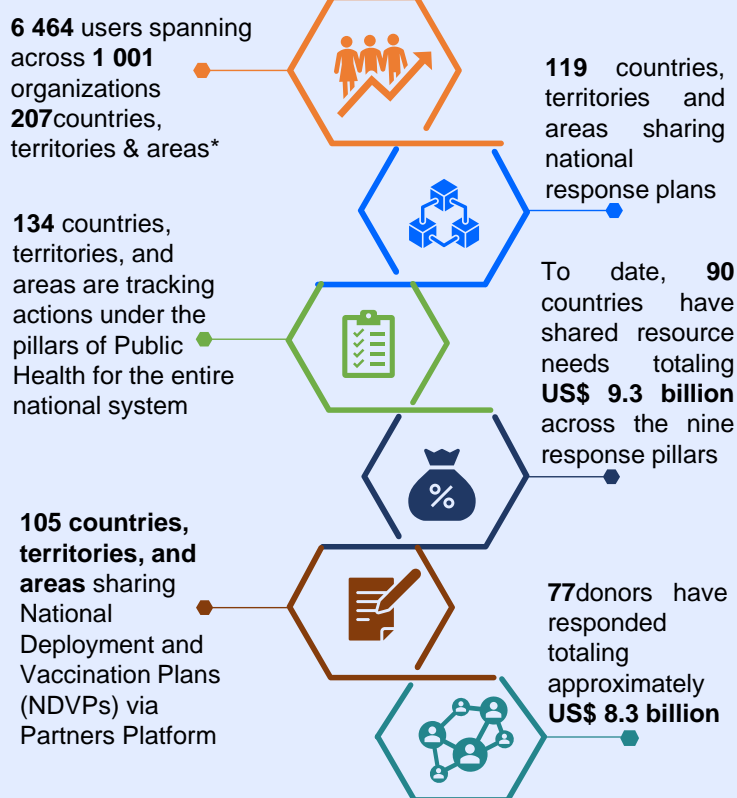 6 464 users spanning
across 1 001
organizations
207countries,
territories & areas*
119 countries,
territories and
areas sharing
national
response plans
134 countries,
territories, and
areas are tracking
actions under the
pillars of Public
Health for the entire
national system
To date, 90
countries have
shared resource
needs totaling
US$ 9.3 billion
across the nine
response pillars
%
105 countries,
territories, and
areas sharing
National
Deployment and
Vaccination Plans
(NDVPs) via
Partners Platform
77donors have
responded
totaling
approximately
US$ 8.3 billion